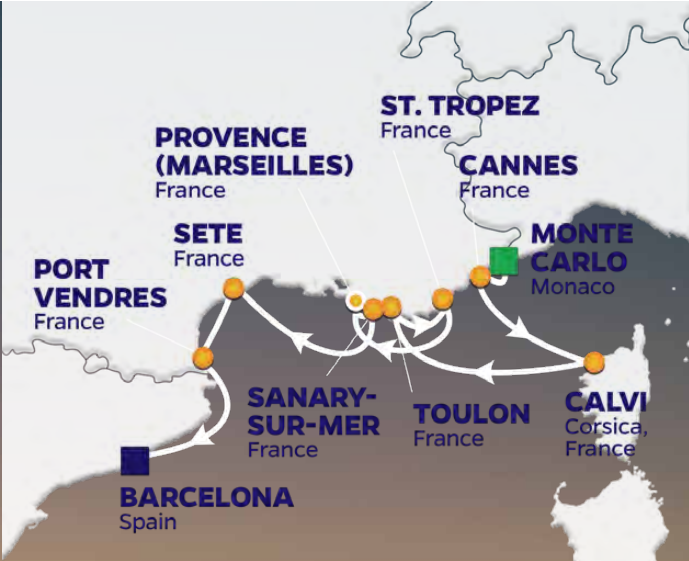 ST. TROPEZ
France
PROVENCE
(MARSEILLES)
France
CANNES
France
SETE
France
MONTE
CARLO
Monaco
PORT
VENDRES
France
SANARY-
SUR-MER
France
TOULON
France
CALVI
Corsica,
France
BARCELONA
Spain